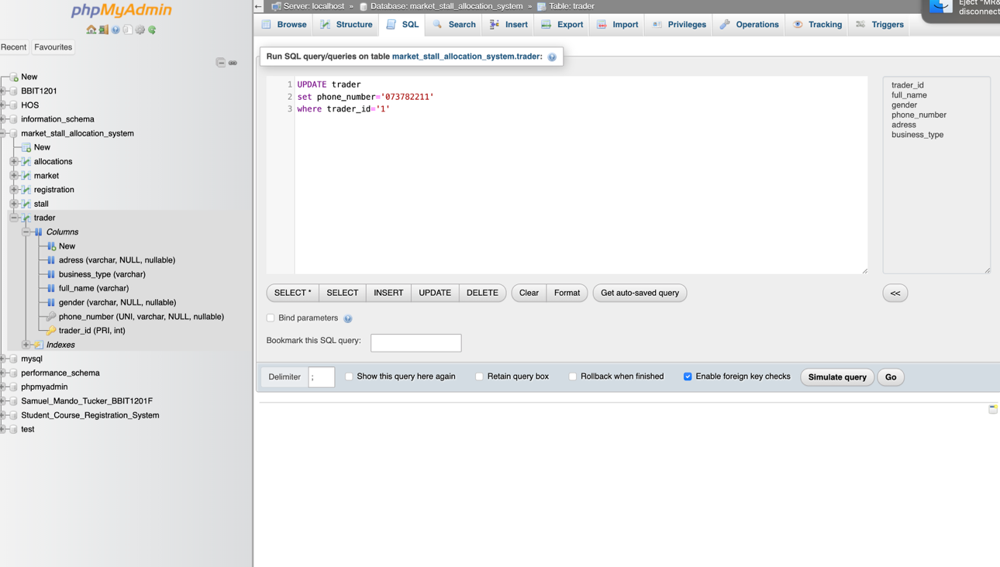 phpMyAdmin
Recent Favourites
New
BBIT1201
HOS
information_schema
market_stall_allocation_system
New
allocations
market
registration
stall
trader
Columns
New
adress (varchar, NULL, nullable)
business_type (varchar)
full_name (varchar)
gender (varchar, NULL, nullable)
phone_number (UNI, varchar, NULL, nullable)
trader_id (PRI, int)
Indexes
mysql
performance_schema
phpmyadmin
Samuel_Mando_Tucker_BBIT1201F
Student_Course_Registration_System
test
← Server: localhost » Database: market_stall_allocation_system » Table: trader
Eject "MR&
disconnect
Browse Structure SQL Search Insert Export Import Privileges Operations Tracking Triggers
Run SQL query/queries on table market_stall_allocation_system.trader:
1 UPDATE trader
2 set phone_number='073782211'
3 where trader_id='1'
trader_id
full_name
gender
phone_number
adress
business_type
SELECT * SELECT INSERT UPDATE DELETE Clear Format Get auto-saved query <<
Bind parameters
Bookmark this SQL query:
Delimiter ; Show this query here again Retain query box Rollback when finished Enable foreign key checks Simulate query Go